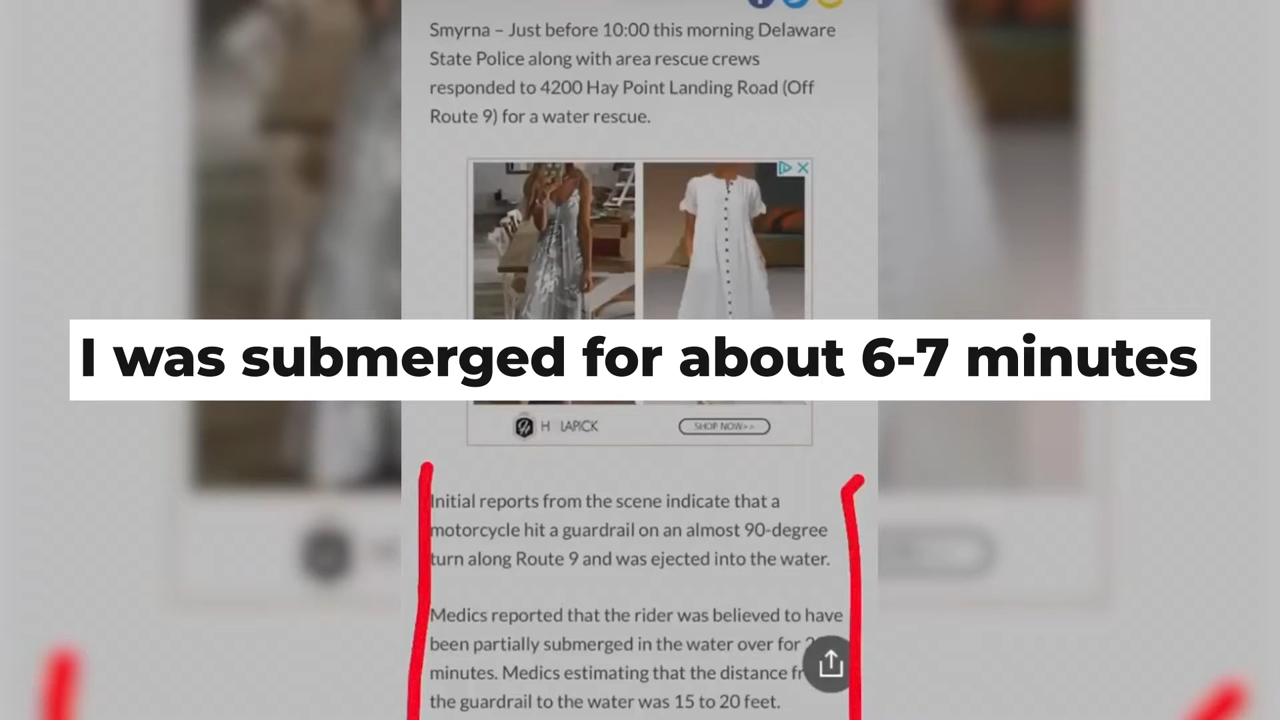 Smyrna – Just before 10:00 this morning Delaware
State Police along with area rescue crews
responded to 4200 Hay Point Landing Road (Off
Route 9) for a water rescue.
I was submerged for about 6-7 minutes
H LAPICK
SHOP NOW>>
Initial reports from the scene indicate that a
motorcycle hit a guardrail on an almost 90-degree
turn along Route 9 and was ejected into the water.
Medics reported that the rider was believed to have
been partially submerged in the water over for
minutes. Medics estimating that the distance
the guardrail to the water was 15 to 20 feet.